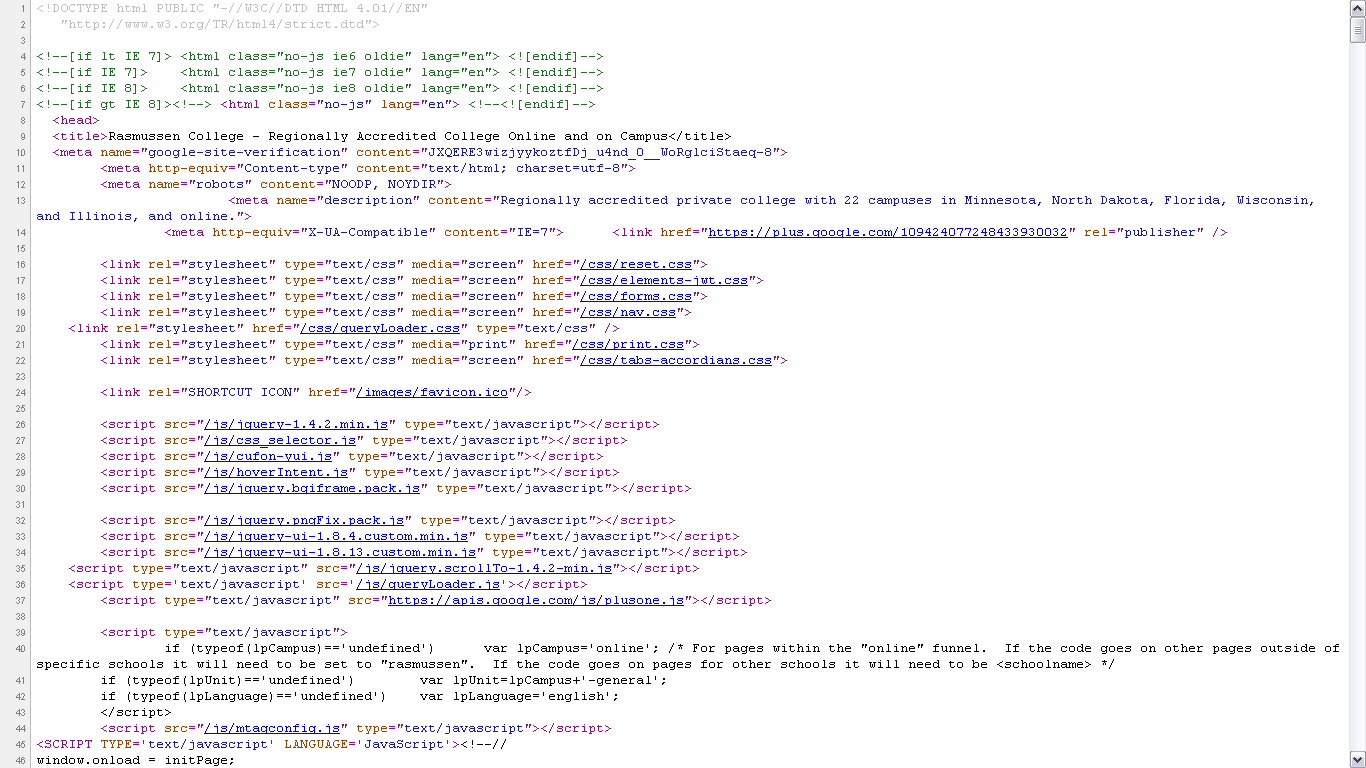 1 <!DOCTYPE html PUBLIC "-//W3C//DTD HTML 4.01//EN"
2 "http://www.w3.org/TR/html4/strict.dtd">
3
4 <!--[if lt IE 7]> <html class="no-js ie6 oldie" lang="en"> <![endif]-->
5 <!--[if IE 7]>    <html class="no-js ie7 oldie" lang="en"> <![endif]-->
6 <!--[if IE 8]>    <html class="no-js ie8 oldie" lang="en"> <![endif]-->
7 <!--[if gt IE 8]><!--> <html class="no-js" lang="en"> <!--<![endif]-->
8 <head>
9 <title>Rasmussen College - Regionally Accredited College Online and on Campus</title>
10 <meta name="google-site-verification" content="JXQERE3wizjyykoztfDj_u4nd_O__WoRglciStaeq-8">
11 <meta http-equiv="Content-type" content="text/html; charset=utf-8">
12 <meta name="robots" content="NOODP, NOYDIR">
13 <meta name="description" content="Regionally accredited private college with 22 campuses in Minnesota, North Dakota, Florida, Wisconsin,
and Illinois, and online.">
14 <meta http-equiv="X-UA-Compatible" content="IE=7">      <link href="https://plus.google.com/109424077248433930032" rel="publisher" />
15
16 <link rel="stylesheet" type="text/css" media="screen" href="/css/reset.css">
17 <link rel="stylesheet" type="text/css" media="screen" href="/css/elements-jwt.css">
18 <link rel="stylesheet" type="text/css" media="screen" href="/css/forms.css">
19 <link rel="stylesheet" type="text/css" media="screen" href="/css/nav.css">
20 <link rel="stylesheet" href="/css/queryLoader.css" type="text/css" />
21 <link rel="stylesheet" type="text/css" media="print" href="/css/print.css">
22 <link rel="stylesheet" type="text/css" media="screen" href="/css/tabs-accordians.css">
23
24 <link rel="SHORTCUT ICON" href="/images/favicon.ico"/>
25
26 <script src="/js/jquery-1.4.2.min.js" type="text/javascript"></script>
27 <script src="/js/css_selector.js" type="text/javascript"></script>
28 <script src="/js/cufon-yui.js" type="text/javascript"></script>
29 <script src="/js/hoverIntent.js" type="text/javascript"></script>
30 <script src="/js/jquery.bgiframe.pack.js" type="text/javascript"></script>
31
32 <script src="/js/jquery.pngFix.pack.js" type="text/javascript"></script>
33 <script src="/js/jquery-ui-1.8.4.custom.min.js" type="text/javascript"></script>
34 <script src="/js/jquery-ui-1.8.13.custom.min.js" type="text/javascript"></script>
35 <script type="text/javascript" src="/js/jquery.scrollTo-1.4.2-min.js"></script>
36 <script type='text/javascript' src='/js/queryLoader.js'></script>
37 <script type="text/javascript" src="https://apis.google.com/js/plusone.js"></script>
38
39 <script type="text/javascript">
40 if (typeof(lpCampus)=='undefined')      var lpCampus='online'; /* For pages within the "online" funnel.  If the code goes on other pages outside of
specific schools it will need to be set to "rasmussen".  If the code goes on pages for other schools it will need to be <schoolname> */
41 if (typeof(lpUnit)=='undefined')        var lpUnit=lpCampus+'-general';
42 if (typeof(lpLanguage)=='undefined')    var lpLanguage='english';
43 </script>
44 <script src="/js/mtagconfig.js" type="text/javascript"></script>
45 <SCRIPT TYPE='text/javascript' LANGUAGE='JavaScript'><!--//
46 window.onload = initPage;